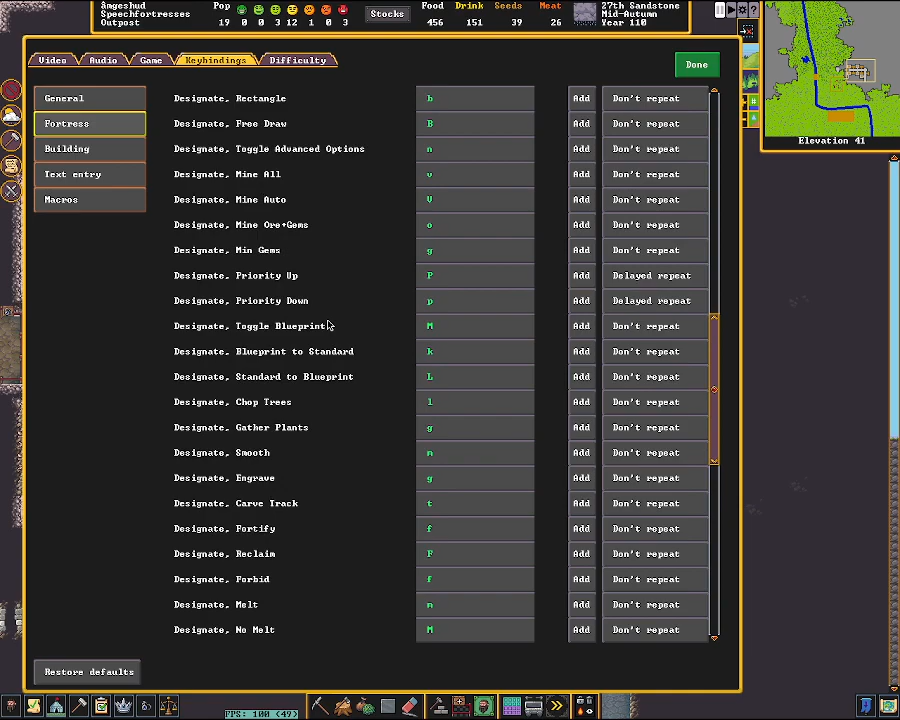 Åmgeshud
Speechfortresses
Outpost
Pop
19 0 0 3 12 1 0 3
Stocks
Food Drink Seeds Meat
456 151 39 26
27th Sandstone
Mid-Autumn
Year 110
Elevation 41
Video Audio Game Keybindings Difficulty
Done
General
Fortress
Building
Text entry
Macros
Designate, Rectangle b Add Don't repeat
Designate, Free Draw B Add Don't repeat
Designate, Toggle Advanced Options n Add Don't repeat
Designate, Mine All v Add Don't repeat
Designate, Mine Auto V Add Don't repeat
Designate, Mine Ore+Gems o Add Don't repeat
Designate, Min Gems g Add Don't repeat
Designate, Priority Up P Add Delayed repeat
Designate, Priority Down p Add Delayed repeat
Designate, Toggle Blueprint M Add Don't repeat
Designate, Blueprint to Standard k Add Don't repeat
Designate, Standard to Blueprint L Add Don't repeat
Designate, Chop Trees l Add Don't repeat
Designate, Gather Plants g Add Don't repeat
Designate, Smooth m Add Don't repeat
Designate, Engrave g Add Don't repeat
Designate, Carve Track t Add Don't repeat
Designate, Fortify f Add Don't repeat
Designate, Reclaim F Add Don't repeat
Designate, Forbid f Add Don't repeat
Designate, Melt m Add Don't repeat
Designate, No Melt M Add Don't repeat
Restore defaults
FPS: 100 (49)